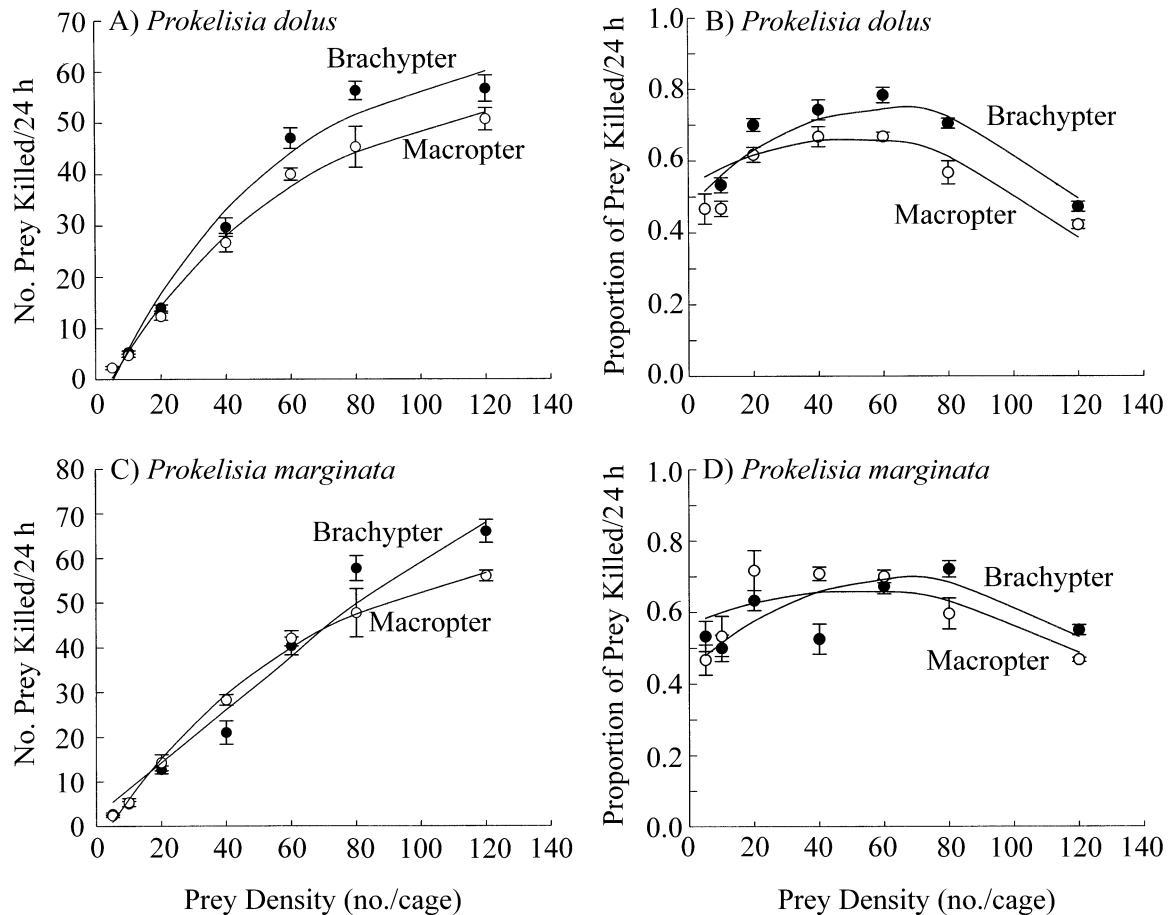 A) Prokelisia dolus
No. Prey Killed/24 h
70
60
50
40
30
20
10
0
Brachypter
Macropter
0 20 40 60 80 100 120 140
B) Prokelisia dolus
Proportion of Prey Killed/24 h
1.0
0.8
0.6
0.4
0.2
0.0
Brachypter
Macropter
0 20 40 60 80 100 120 140
C) Prokelisia marginata
No. Prey Killed/24 h
80
70
60
50
40
30
20
10
0
Brachypter
Macropter
0 20 40 60 80 100 120 140
Prey Density (no./cage)
D) Prokelisia marginata
Proportion of Prey Killed/24 h
1.0
0.8
0.6
0.4
0.2
0.0
Brachypter
Macropter
0 20 40 60 80 100 120 140
Prey Density (no./cage)